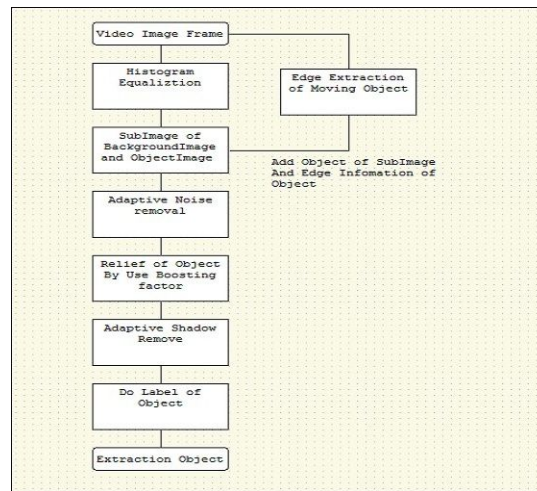 Video Image Frame
Histogram
Equaliztion
Edge Extraction
of Moving Object
SubImage of
BackgroundImage
and ObjectImage
Add Object of SubImage
And Edge Infomation of
Object
Adaptive Noise
removal
Relief of Object
By Use Boosting
factor
Adaptive Shadow
Remove
Do Label of
Object
Extraction Object